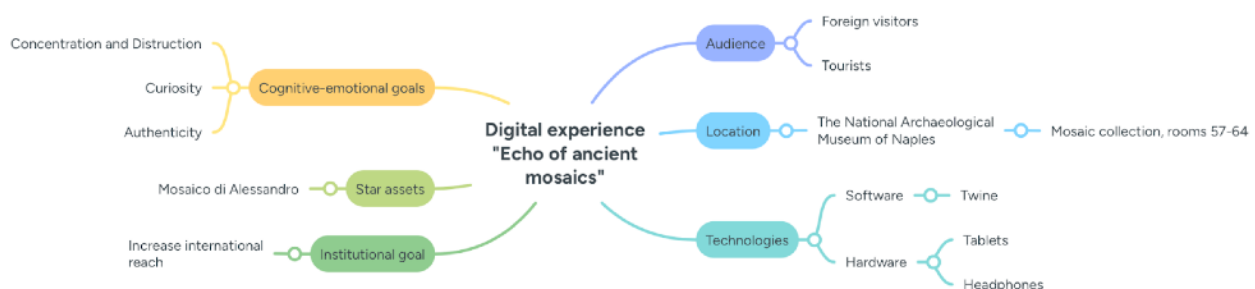 Digital experience
"Echo of ancient
mosaics"
Cognitive-emotional goals
Concentration and Distruction
Curiosity
Authenticity
Star assets
Mosaico di Alessandro
Institutional goal
Increase international
reach
Audience
Foreign visitors
Tourists
Location
The National Archaeological
Museum of Naples
Mosaic collection, rooms 57-64
Technologies
Software
Twine
Hardware
Tablets
Headphones